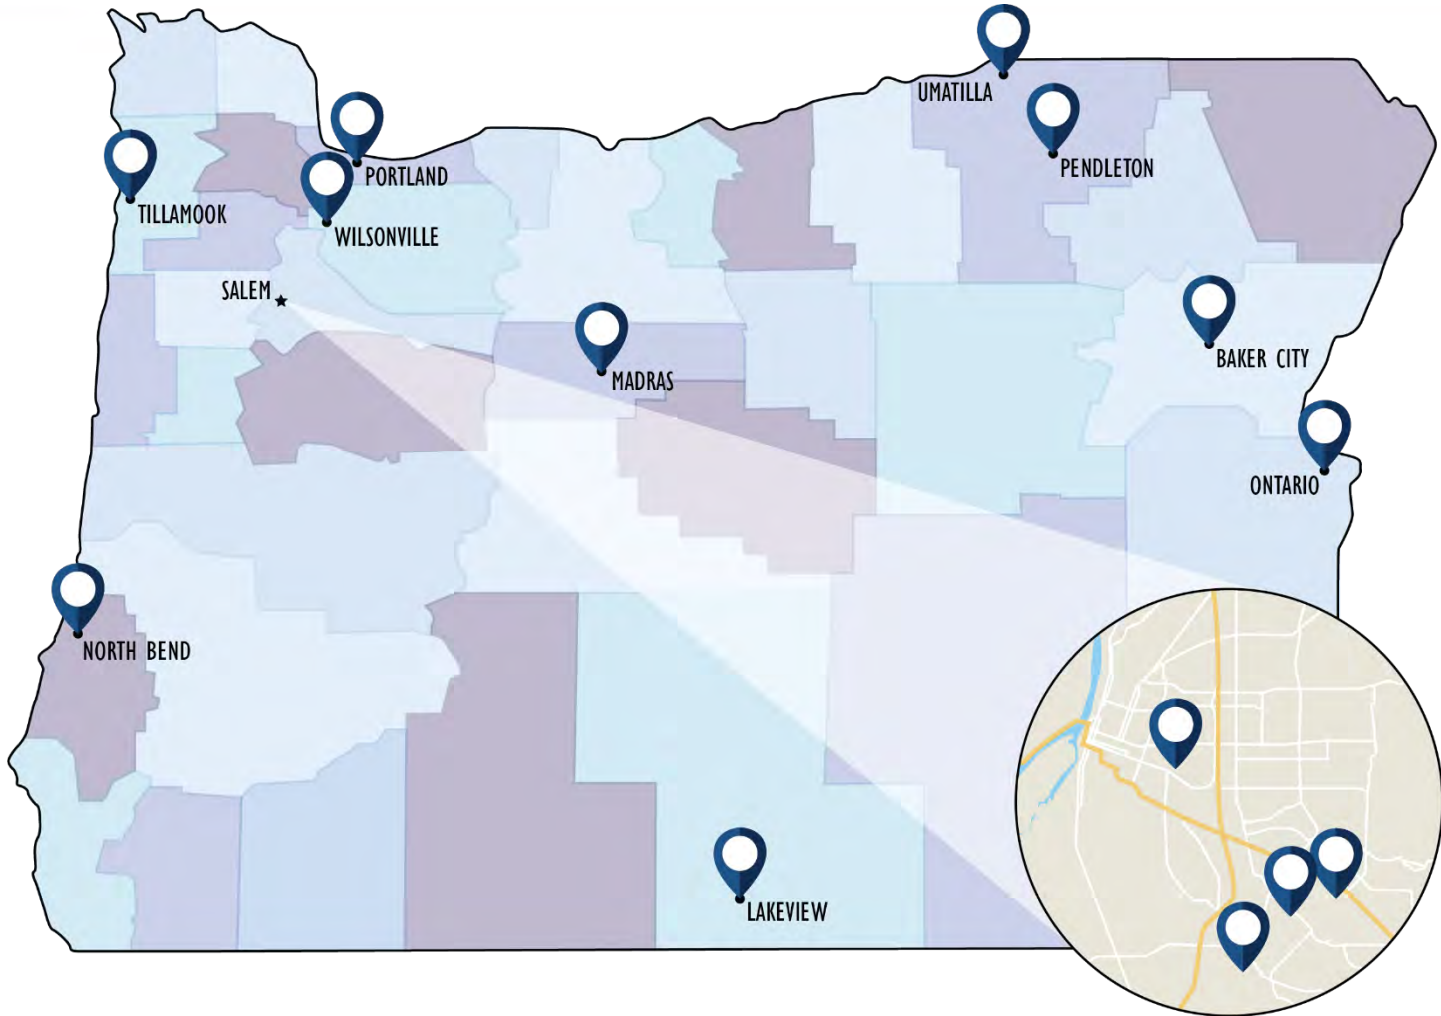 UMATILLA
PENDLETON
PORTLAND
TILLAMOOK
WILSONVILLE
SALEM
BAKER CITY
MADRAS
ONTARIO
NORTH BEND
LAKEVIEW